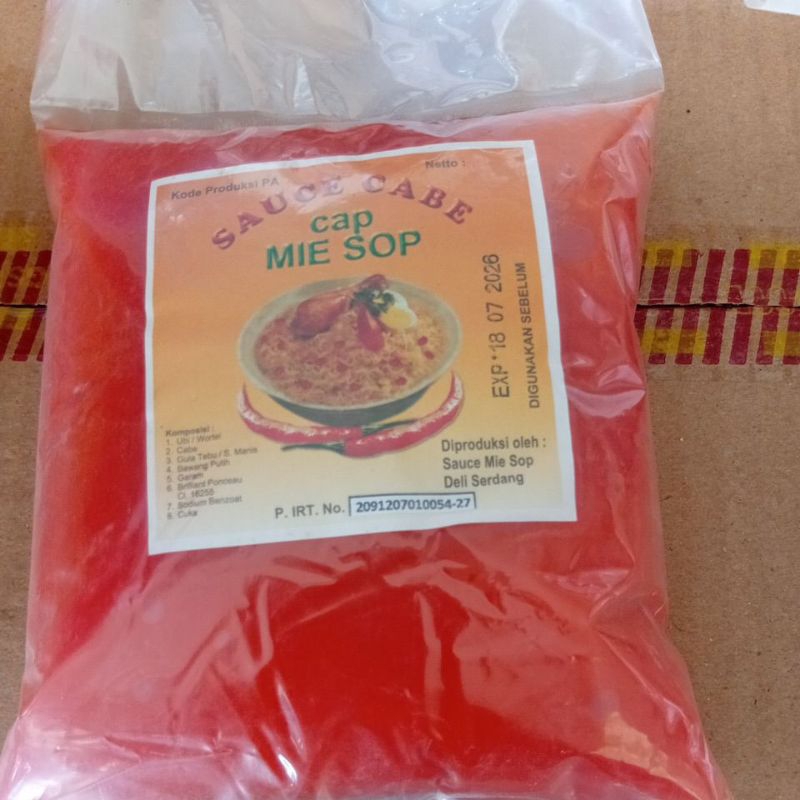 Kode Produksi PA
Netto :
SAUCE CABE
cap
MIE SOP
EXP 18 07 2026
DIGUNAKAN SEBELUM
Komposisi :
1. Ubi / Wortel
2. Cabe
3. Gula Tebu / S. Manis
4. Bawang Putih
5. Garam
6. Brilliant Ponceau
CI. 16255
7. Sodium Benzoat
8. Cuka
Diproduksi oleh :
Sauce Mie Sop
Deli Serdang
P. IRT. No. 2091207010054-27